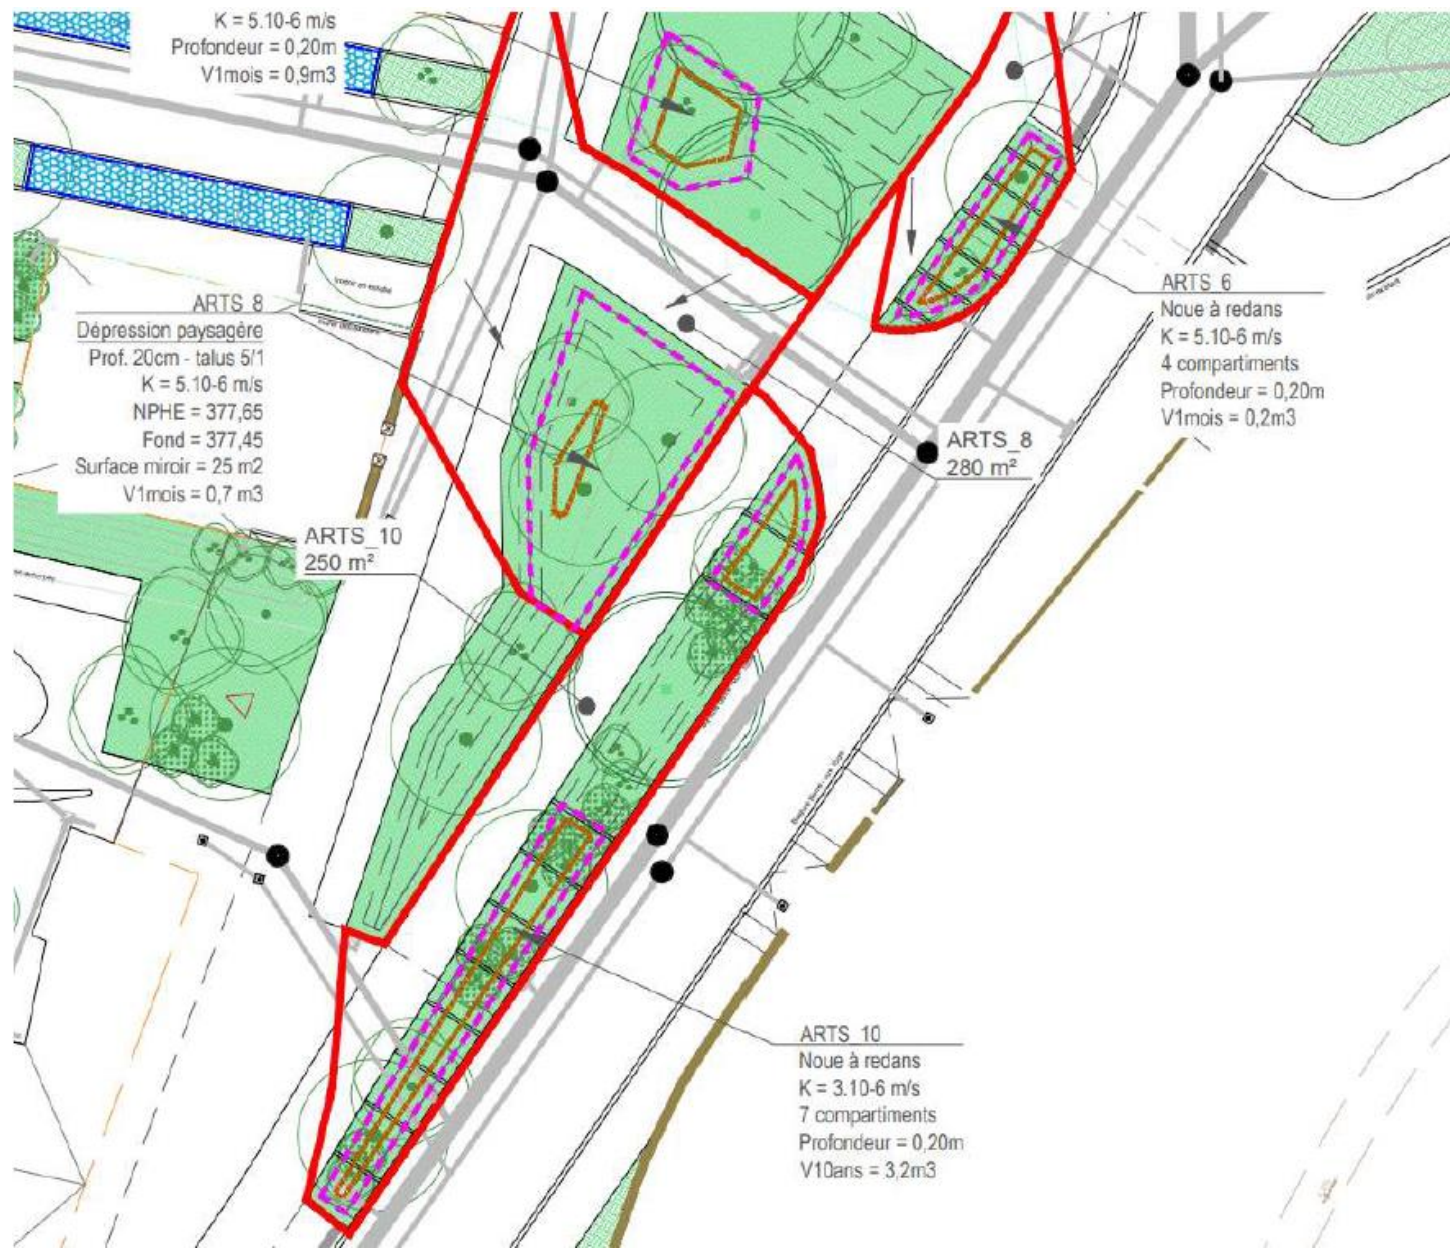 K = 5.10-6 m/s
Profondeur = 0,20m
V1mois = 0,9m3
ARTS_8
Dépression paysagère
Prof. 20cm - talus 5/1
K = 5.10-6 m/s
NPHE = 377,65
Fond = 377,45
Surface miroir = 25 m2
V1mois = 0,7 m3
ARTS_6
Noue à redans
K = 5.10-6 m/s
4 compartiments
Profondeur = 0,20m
V1mois = 0,2m3
ARTS_8
280 m²
ARTS_10
250 m²
ARTS_10
Noue à redans
K = 3.10-6 m/s
7 compartiments
Profondeur = 0,20m
V10ans = 3,2m3